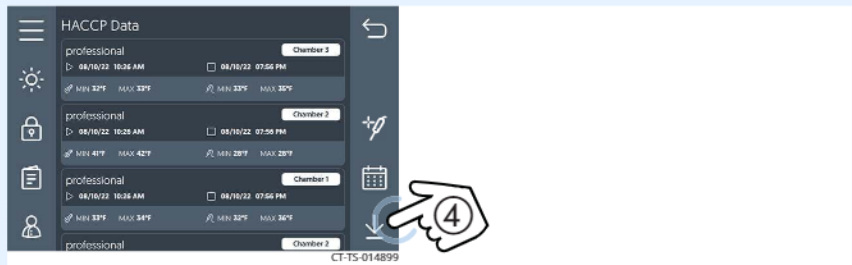 HACCP Data
professional Chamber 3
08/10/22 10:26 AM 08/10/22 07:56 PM
MIN 32°F MAX 33°F MIN 33°F MAX 35°F
professional Chamber 2
08/10/22 10:25 AM 08/10/22 07:56 PM
MIN 41°F MAX 42°F MIN 28°F MAX 28°F
professional Chamber 1
08/10/22 10:26 AM 08/10/22 07:56 PM
MIN 33°F MAX 34°F MIN 32°F MAX 36°F
professional Chamber 2
4
CT-TS-014899